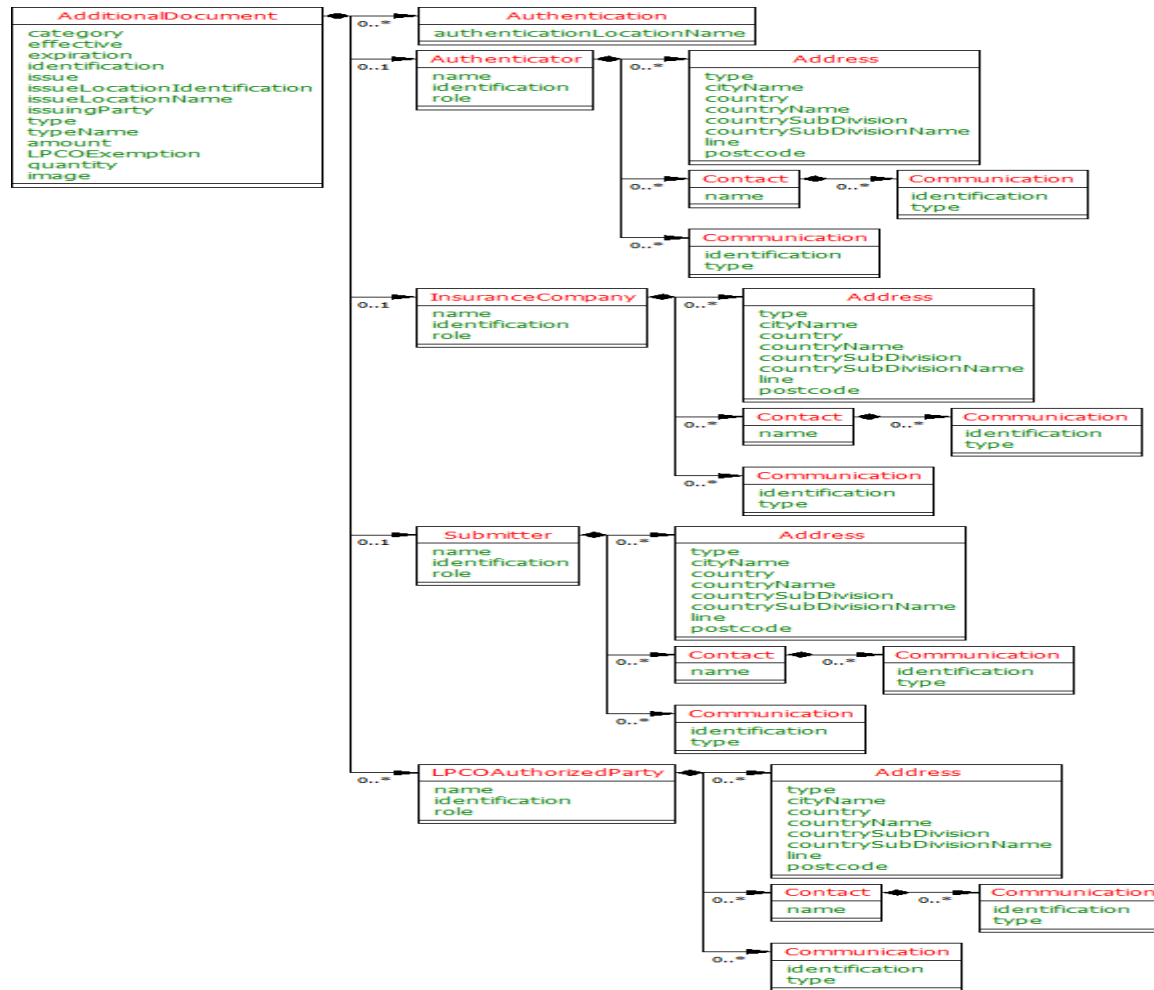 AdditionalDocument
category
effective
expiration
identification
issue
issueLocationIdentification
issueLocationName
issuingParty
type
typeName
amount
LPCOExemption
quantity
image
0..*
Authentication
authenticationLocationName
0..1
Authenticator
name
identification
role
0..*
Address
type
cityName
country
countryName
countrySubDivision
countrySubDivisionName
line
postcode
0..*
Contact
name
0..*
Communication
identification
type
0..*
Communication
identification
type
0..1
InsuranceCompany
name
identification
role
0..*
Address
type
cityName
country
countryName
countrySubDivision
countrySubDivisionName
line
postcode
0..*
Contact
name
0..*
Communication
identification
type
0..*
Communication
identification
type
0..1
Submitter
name
identification
role
0..*
Address
type
cityName
country
countryName
countrySubDivision
countrySubDivisionName
line
postcode
0..*
Contact
name
0..*
Communication
identification
type
0..*
Communication
identification
type
0..*
LPCOAuthorizedParty
name
identification
role
0..*
Address
type
cityName
country
countryName
countrySubDivision
countrySubDivisionName
line
postcode
0..*
Contact
name
0..*
Communication
identification
type
0..*
Communication
identification
type